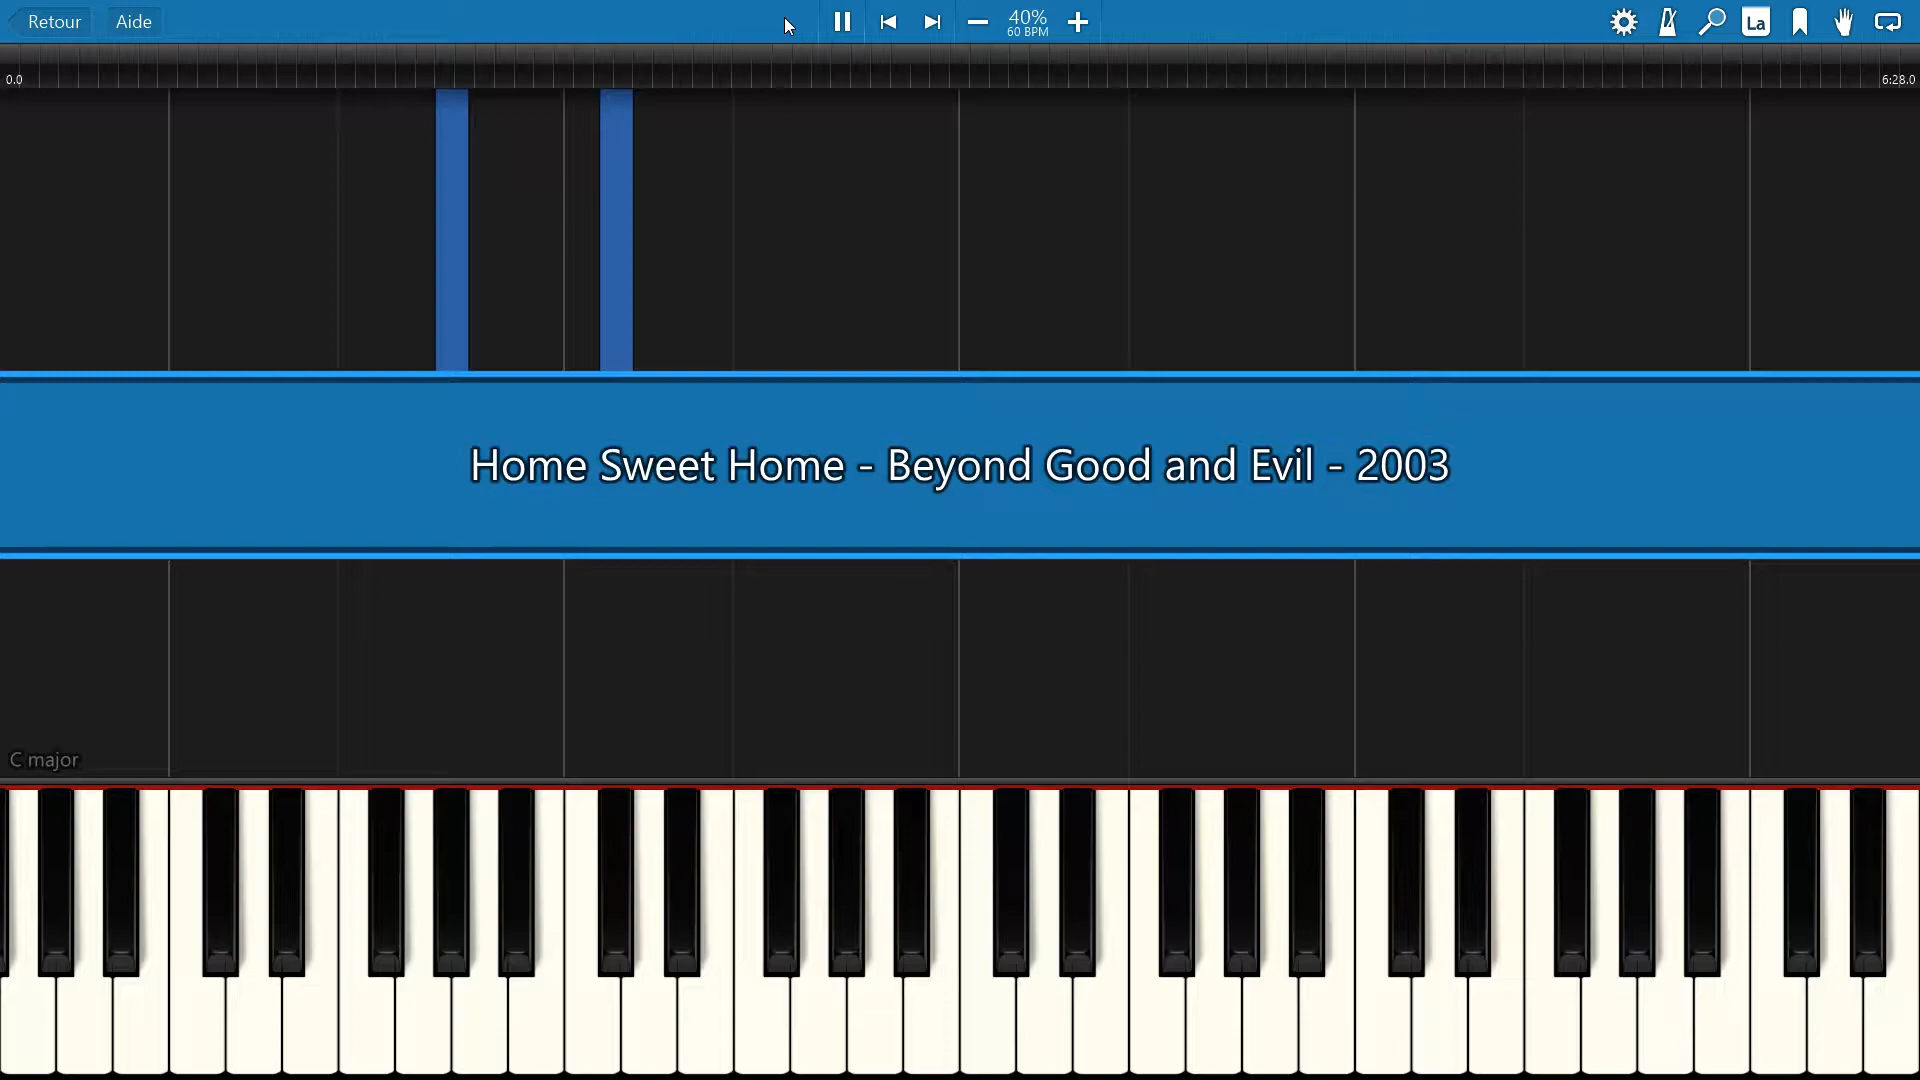 Retour
Aide
40%
60 BPM
La
0.0
6:28.0
Home Sweet Home - Beyond Good and Evil - 2003
C major